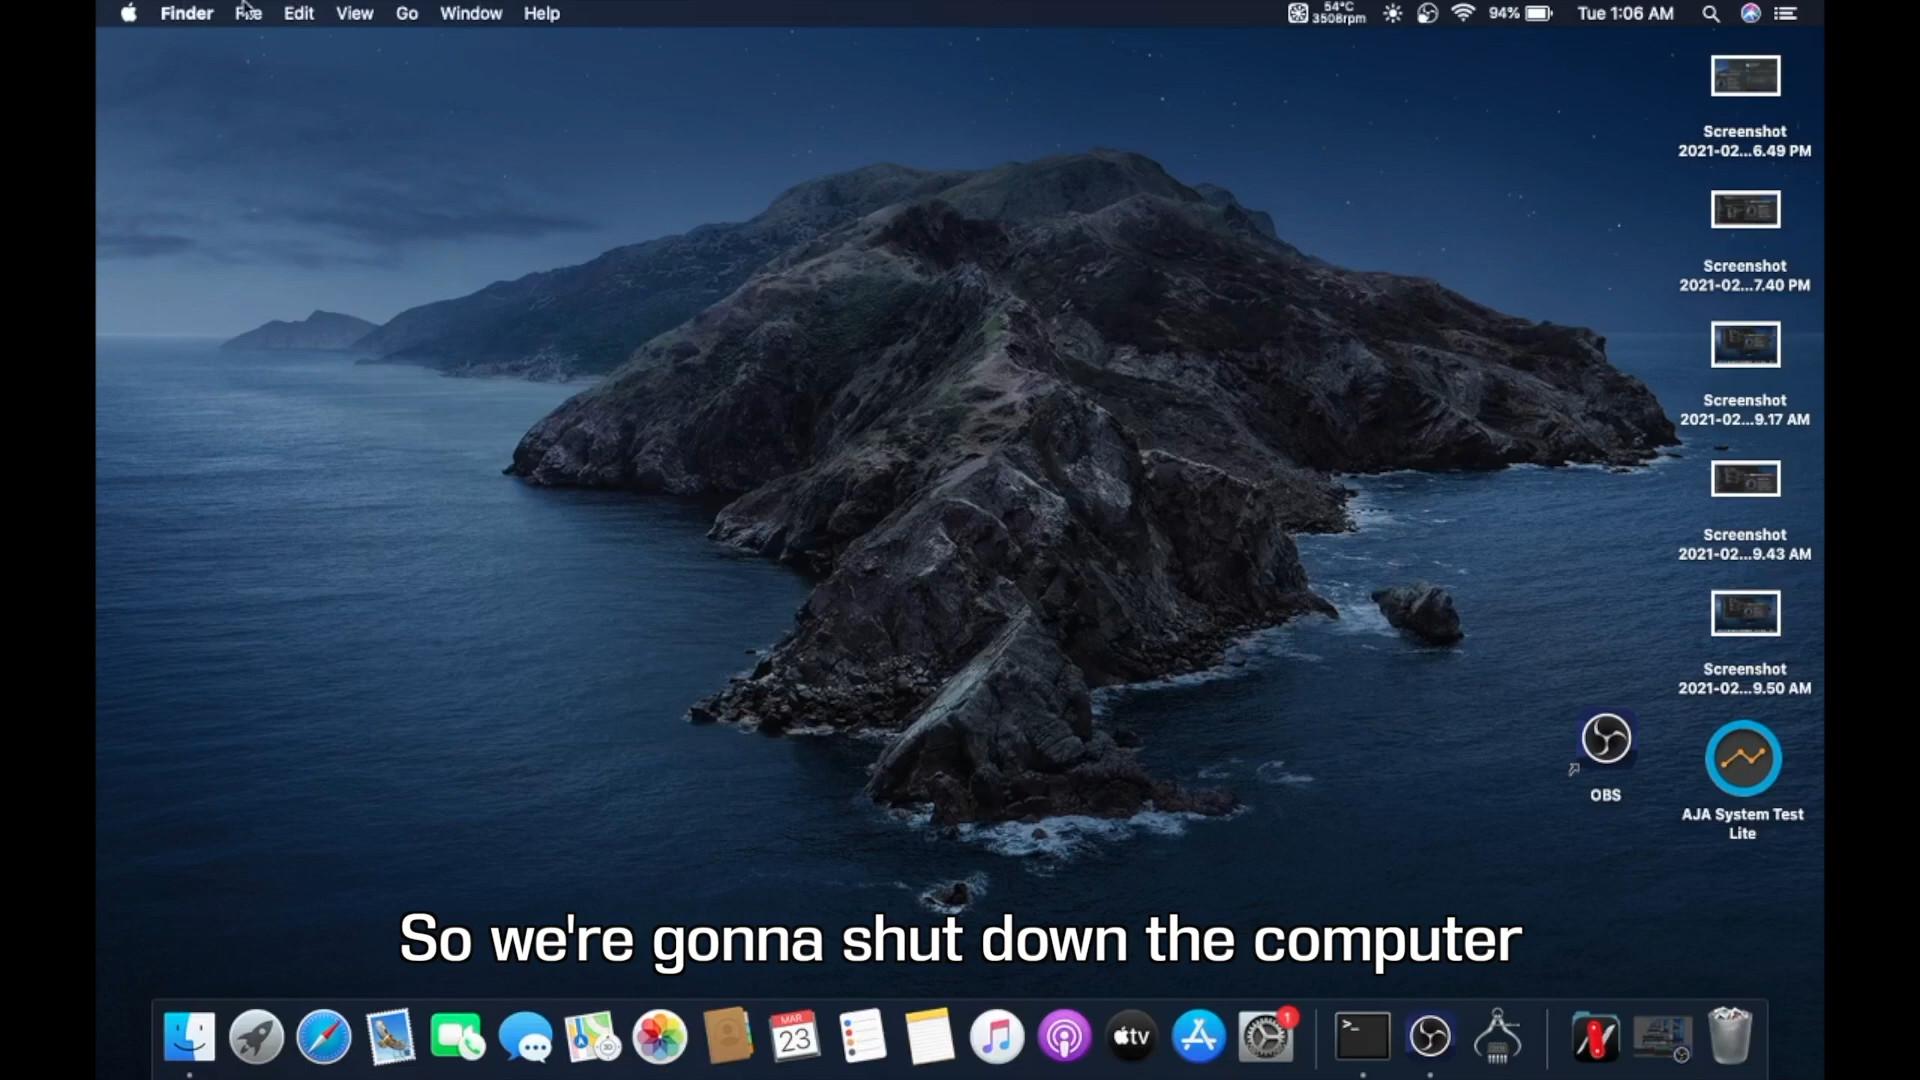 Finder File Edit View Go Window Help
54°C
3508rpm
94% Tue 1:06 AM
Screenshot
2021-02...6.49 PM
Screenshot
2021-02...7.40 PM
Screenshot
2021-02...9.17 AM
Screenshot
2021-02...9.43 AM
Screenshot
2021-02...9.50 AM
OBS
AJA System Test
Lite
So we're gonna shut down the computer
MAR
23
3D
tv
1
>_